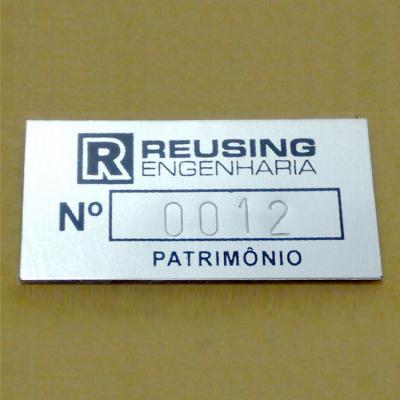 R REUSING
ENGENHARIA
Nº 0012
PATRIMÔNIO